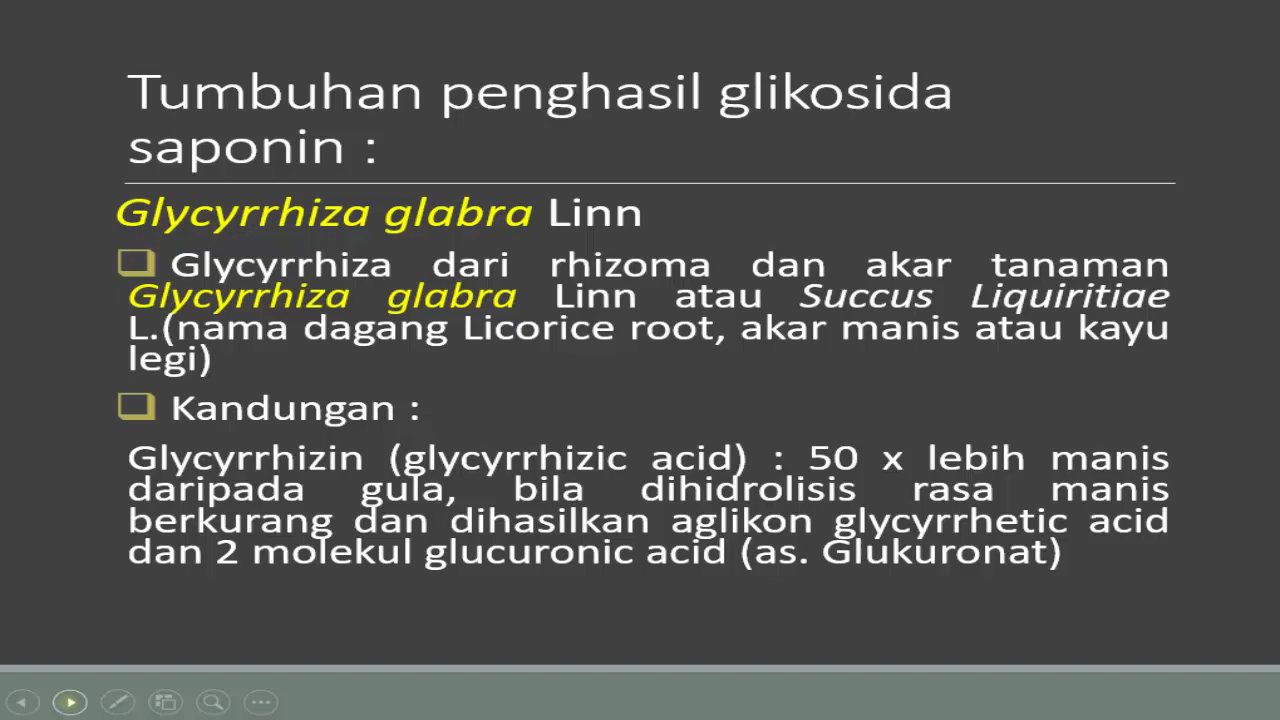 Tumbuhan penghasil glikosida
saponin :
Glycyrrhiza glabra Linn
Glycyrrhiza dari rhizoma dan akar tanaman
Glycyrrhiza glabra Linn atau Succus Liquiritiae
L.(nama dagang Licorice root, akar manis atau kayu
legi)
Kandungan :
Glycyrrhizin (glycyrrhizic acid) : 50 x lebih manis
daripada gula, bila dihidrolisis rasa manis
berkurang dan dihasilkan aglikon glycyrrhetic acid
dan 2 molekul glucuronic acid (as. Glukuronat)